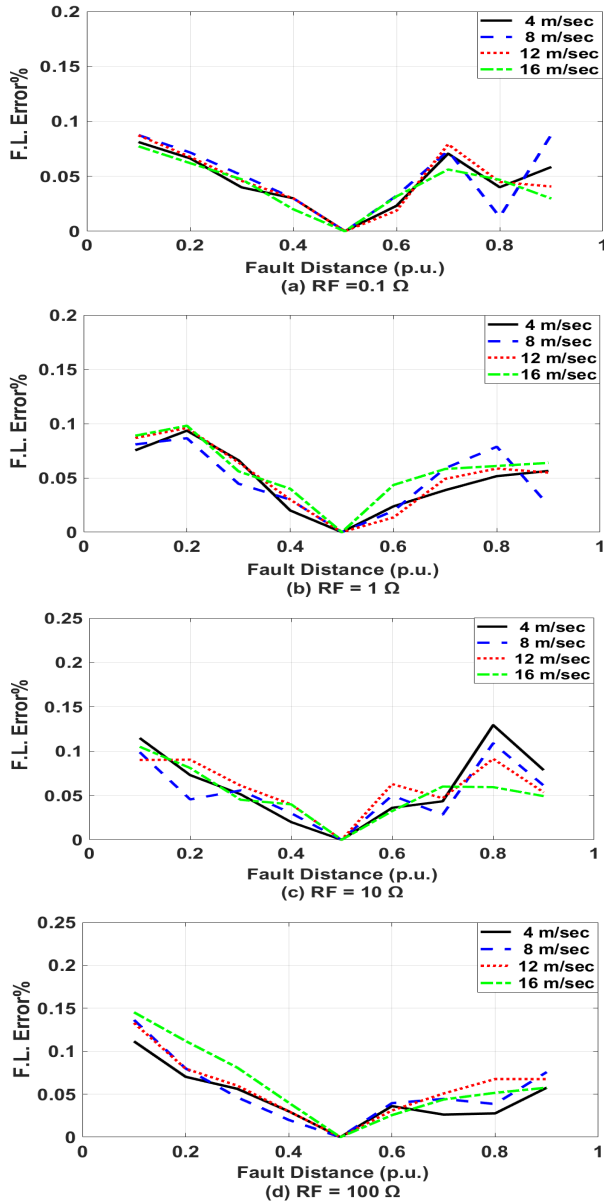 0.2
0.15
0.1
0.05
0
F.L. Error%
4 m/sec
8 m/sec
12 m/sec
16 m/sec
0 0.2 0.4 0.6 0.8 1
Fault Distance (p.u.)
(a) RF =0.1 Ω
0.2
0.15
0.1
0.05
0
F.L. Error%
4 m/sec
8 m/sec
12 m/sec
16 m/sec
0 0.2 0.4 0.6 0.8 1
Fault Distance (p.u.)
(b) RF = 1 Ω
0.25
0.2
0.15
0.1
0.05
0
F.L. Error%
4 m/sec
8 m/sec
12 m/sec
16 m/sec
0 0.2 0.4 0.6 0.8 1
Fault Distance (p.u.)
(c) RF = 10 Ω
0.25
0.2
0.15
0.1
0.05
0
F.L. Error%
4 m/sec
8 m/sec
12 m/sec
16 m/sec
0 0.2 0.4 0.6 0.8 1
Fault Distance (p.u.)
(d) RF = 100 Ω